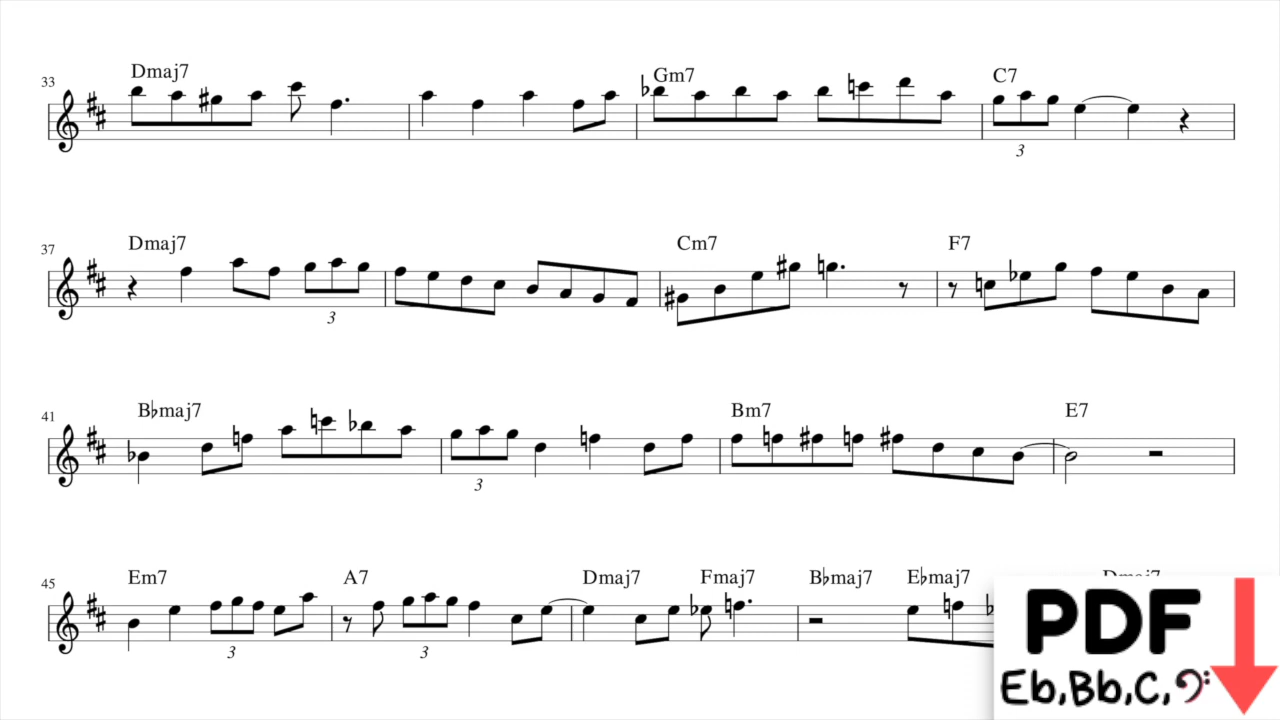 33 Dmaj7 Gm7 C7
3
37 Dmaj7 Cm7 F7
3
41 B♭maj7 Bm7 E7
3
45 Em7 A7 Dmaj7 Fmaj7 B♭maj7 E♭maj7
3 3
PDF
Eb,Bb,C,𝄢